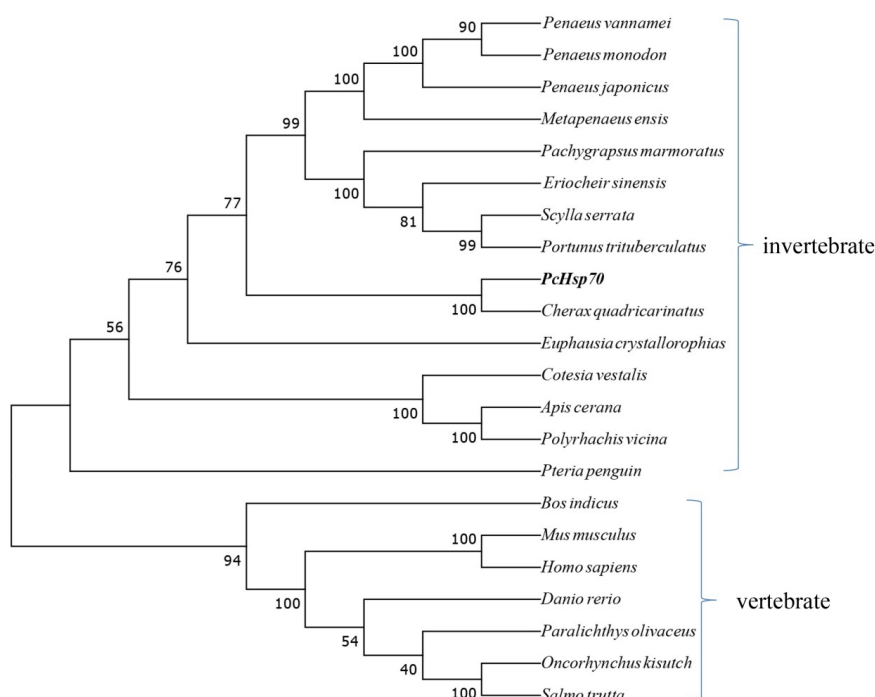 90
Penaeus vannamei
100
Penaeus monodon
100
Penaeus japonicus
99
Metapenaeus ensis
Pachygrapsus marmoratus
100
Eriocheir sinensis
77
81
Scylla serrata
99
Portunus trituberculatus
invertebrate
76
PcHsp70
100
Cherax quadricarinatus
56
Euphausia crystallorophias
Cotesia vestalis
100
Apis cerana
100
Polyrhachis vicina
Pteria penguin
Bos indicus
94
100
Mus musculus
Homo sapiens
100
Danio rerio
vertebrate
54
Paralichthys olivaceus
40
Oncorhynchus kisutch
100
Salmo trutta